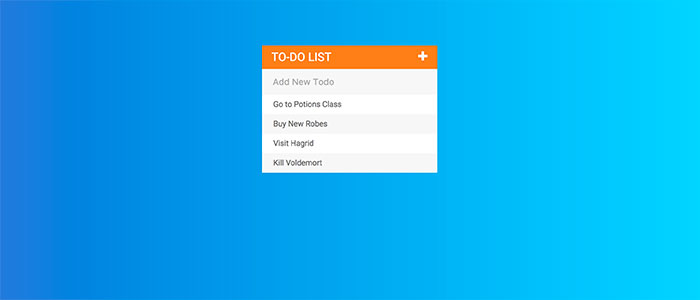 TO-DO LIST
Add New Todo
Go to Potions Class
Buy New Robes
Visit Hagrid
Kill Voldemort